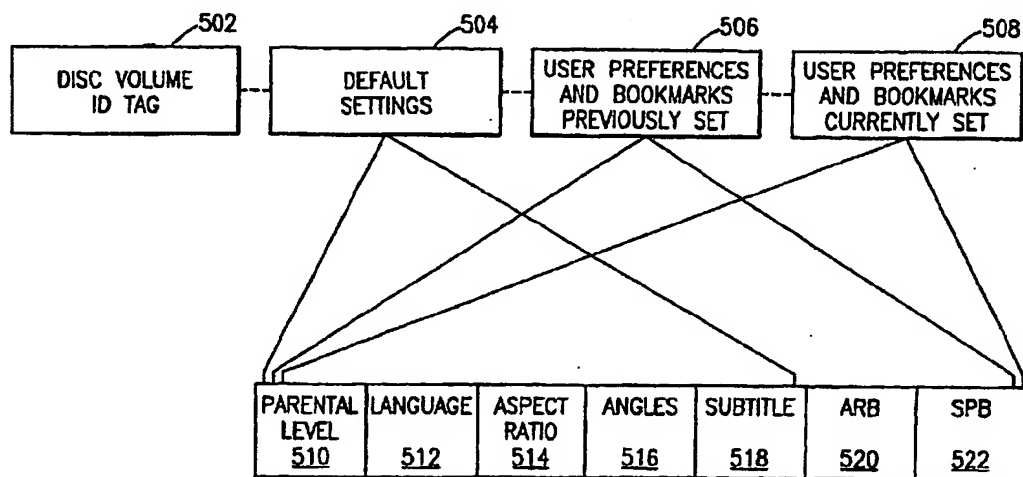 502
504
506
508
DISC VOLUME
ID TAG
DEFAULT
SETTINGS
USER PREFERENCES
AND BOOKMARKS
PREVIOUSLY SET
USER PREFERENCES
AND BOOKMARKS
CURRENTLY SET
PARENTAL
LEVEL
510
LANGUAGE
512
ASPECT
RATIO
514
ANGLES
516
SUBTITLE
518
ARB
520
SPB
522